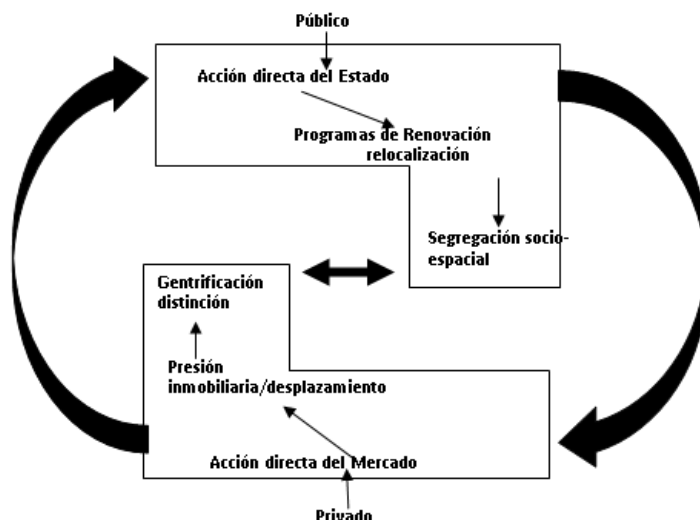 Público
Acción directa del Estado
Programas de Renovación
relocalización
Segregación socio-
espacial
Gentrificación
distinción
Presión
inmobiliaria/desplazamiento
Acción directa del Mercado
Privado